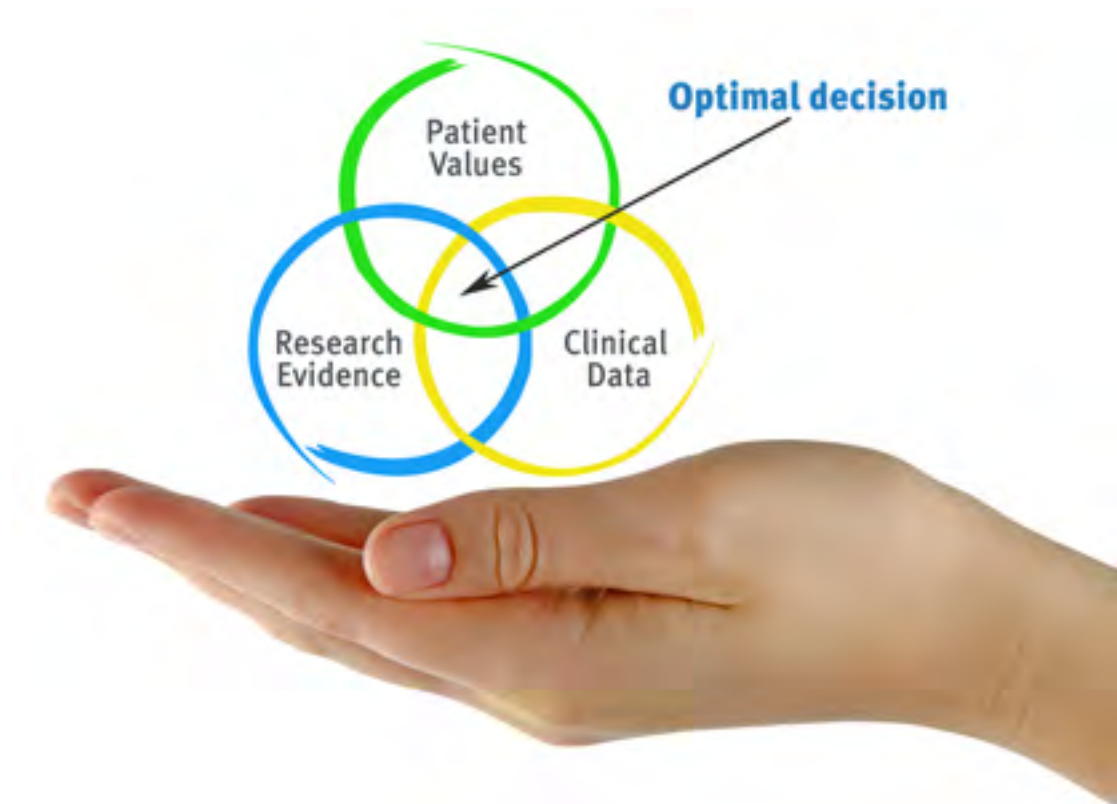 Optimal decision
Patient
Values
Research
Evidence
Clinical
Data